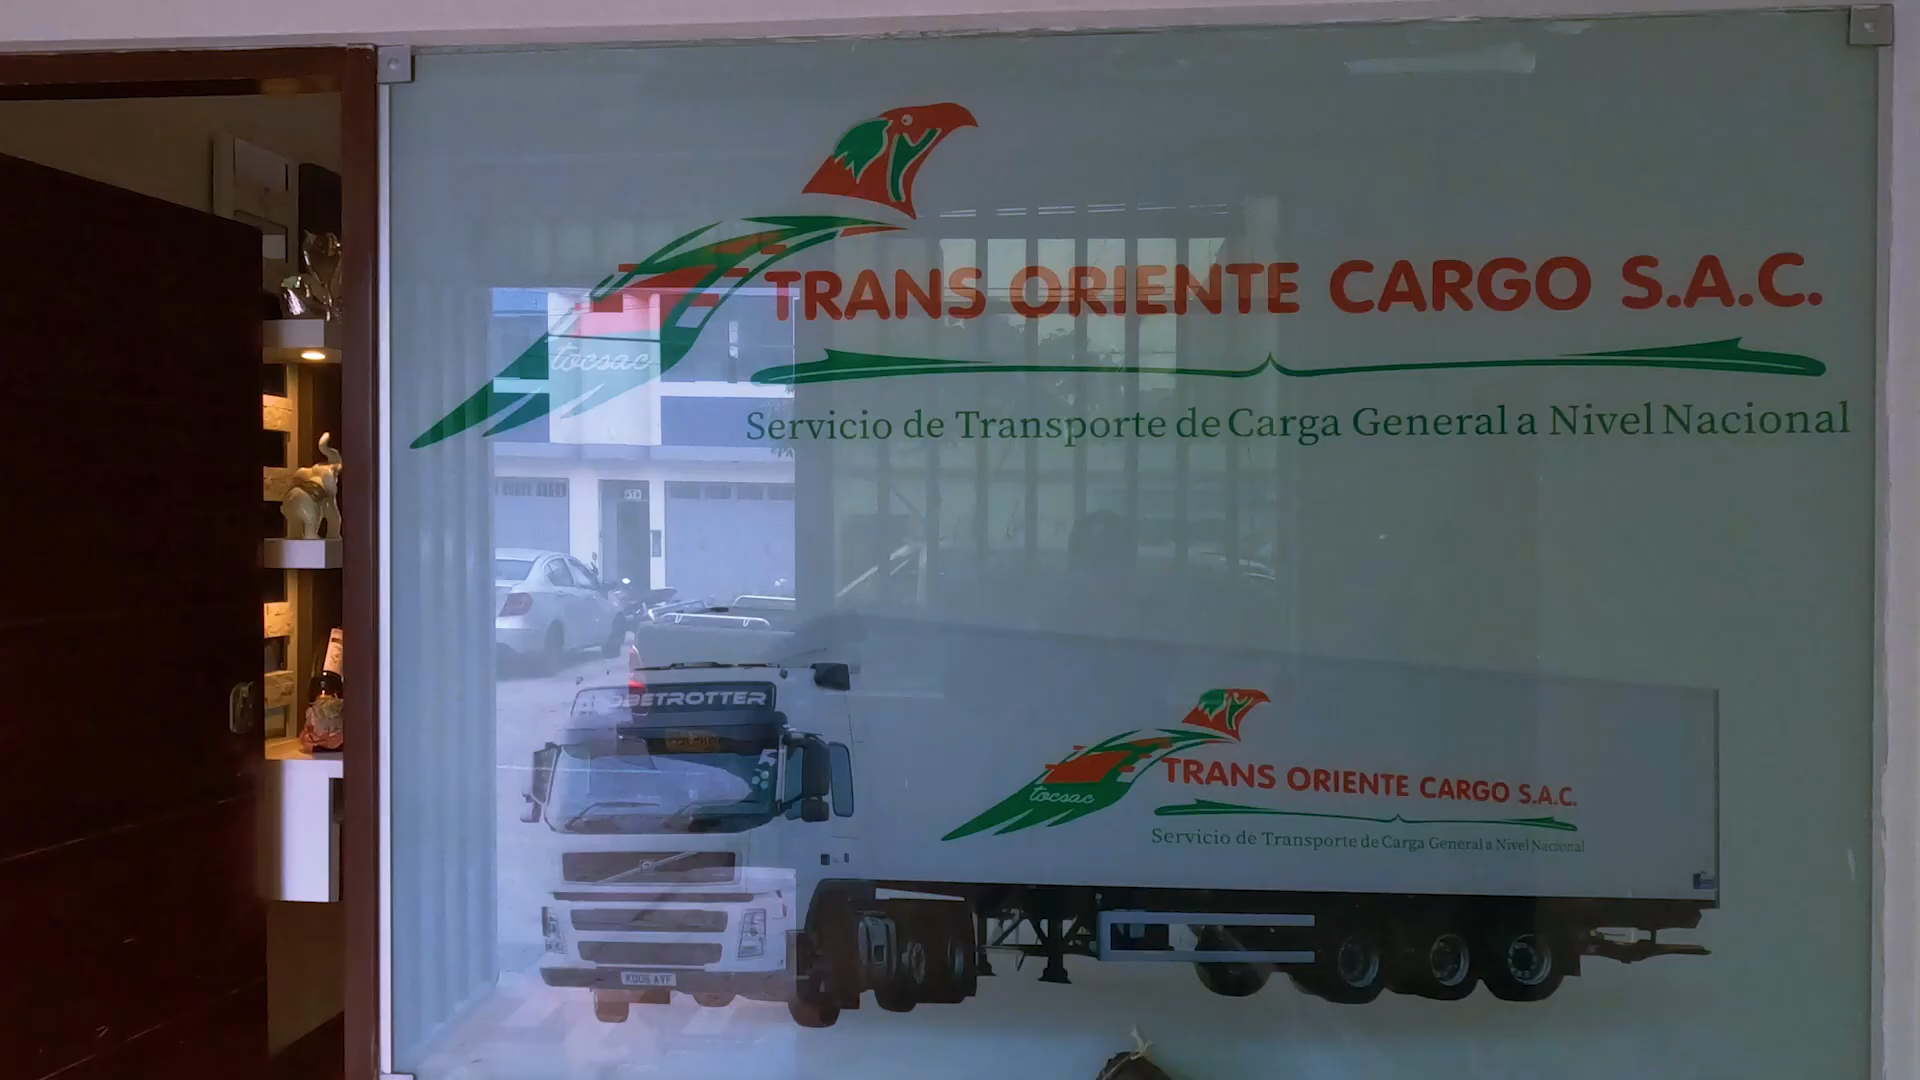 TRANS ORIENTE CARGO S.A.C.
tocsac
Servicio de Transporte de Carga General a Nivel Nacional
GLOBETROTTER
TRANS ORIENTE CARGO S.A.C.
tocsac
Servicio de Transporte de Carga General a Nivel Nacional